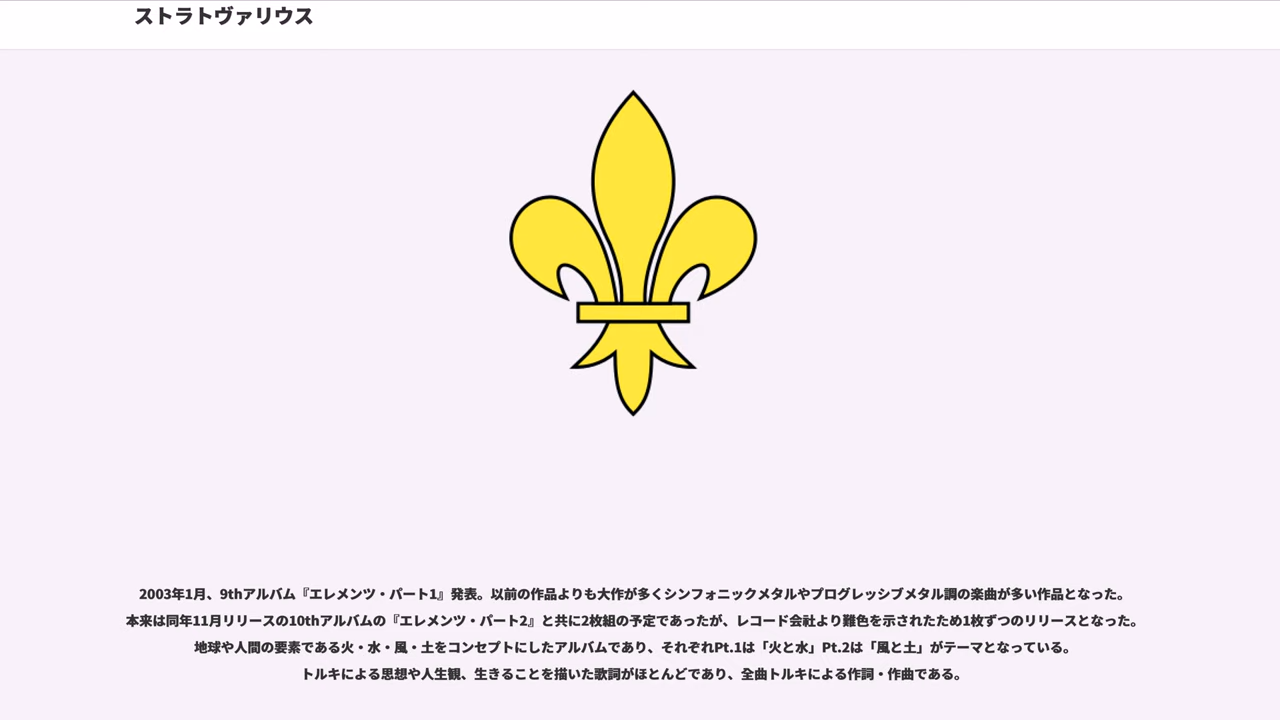 ストラトヴァリウス
2003年1月、9thアルバム『エレメンツ・パート1』発表。以前の作品よりも大作が多くシンフォニックメタルやプログレッシブメタル調の楽曲が多い作品となった。
本来は同年11月リリースの10thアルバムの『エレメンツ・パート2』と共に2枚組の予定であったが、レコード会社より難色を示されたため1枚ずつのリリースとなった。
地球や人間の要素である火・水・風・土をコンセプトにしたアルバムであり、それぞれPt.1は「火と水」Pt.2は「風と土」がテーマとなっている。
トルキによる思想や人生観、生きることを描いた歌詞がほとんどであり、全曲トルキによる作詞・作曲である。